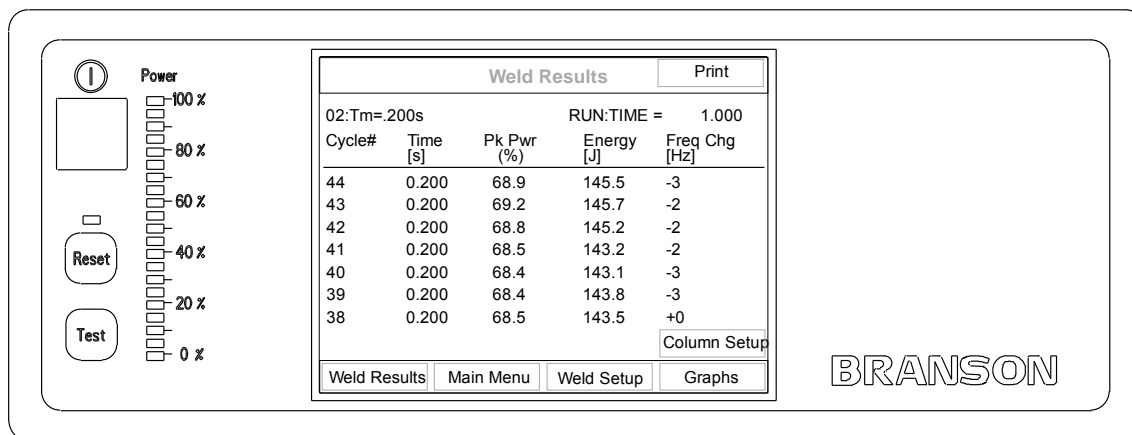 Power
100 %
80 %
60 %
40 %
20 %
0 %
Reset
Test
Weld Results
Print
02:Tm=.200s RUN:TIME = 1.000
Cycle# Time [s] Pk Pwr (%) Energy [J] Freq Chg [Hz]
44 0.200 68.9 145.5 -3
43 0.200 69.2 145.7 -2
42 0.200 68.8 145.2 -2
41 0.200 68.5 143.2 -2
40 0.200 68.4 143.1 -3
39 0.200 68.4 143.8 -3
38 0.200 68.5 143.5 +0
Column Setup
Weld Results Main Menu Weld Setup Graphs
BRANSON